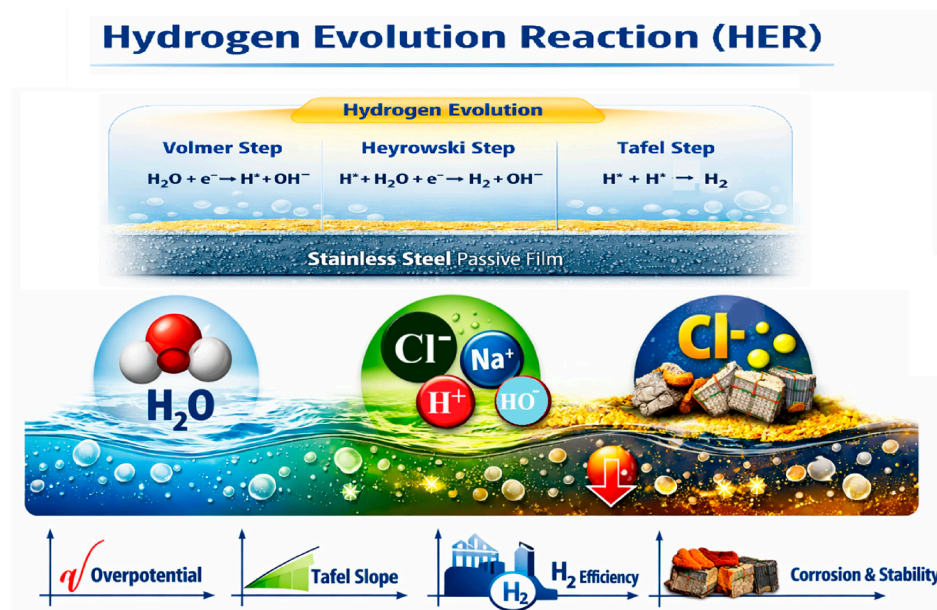 Hydrogen Evolution Reaction (HER)
Hydrogen Evolution
Volmer Step
H₂O + e⁻ → H* + OH⁻
Heyrowski Step
H* + H₂O + e⁻ → H₂ + OH⁻
Tafel Step
H* + H* → H₂
Stainless Steel Passive Film
H₂O
Cl⁻
Na⁺
H⁺
HO⁻
Cl-
η Overpotential
Tafel Slope
H₂
H₂ Efficiency
Corrosion & Stability